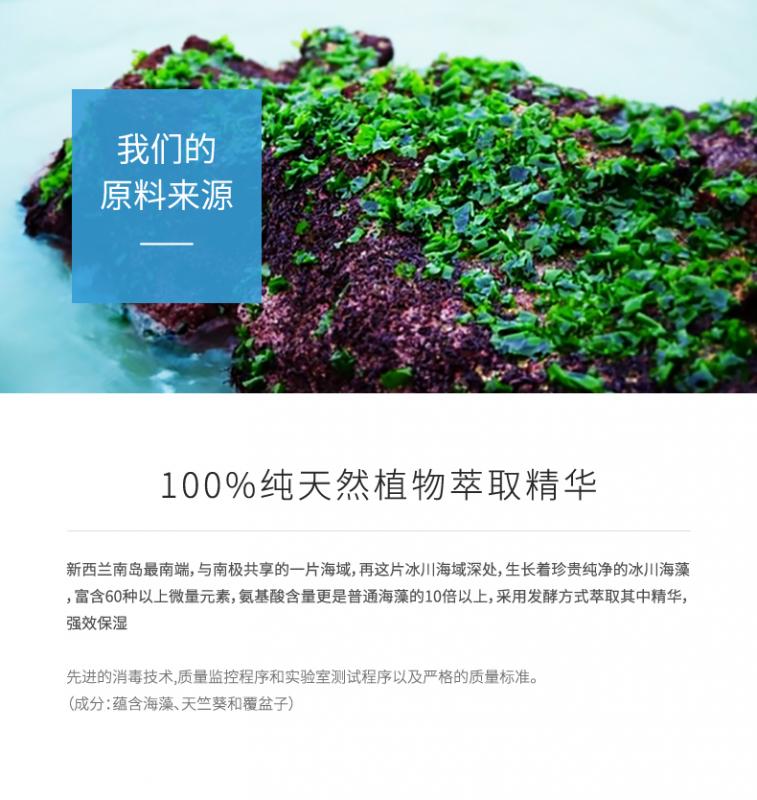 我们的
原料来源
100%纯天然植物萃取精华
新西兰南岛最南端，与南极共享的一片海域，再这片冰川海域深处，生长着珍贵纯净的冰川海藻
，富含60种以上微量元素，氨基酸含量更是普通海藻的10倍以上，采用发酵方式萃取其中精华，
强效保湿
先进的消毒技术,质量监控程序和实验室测试程序以及严格的质量标准。
（成分：蕴含海藻、天竺葵和覆盆子）